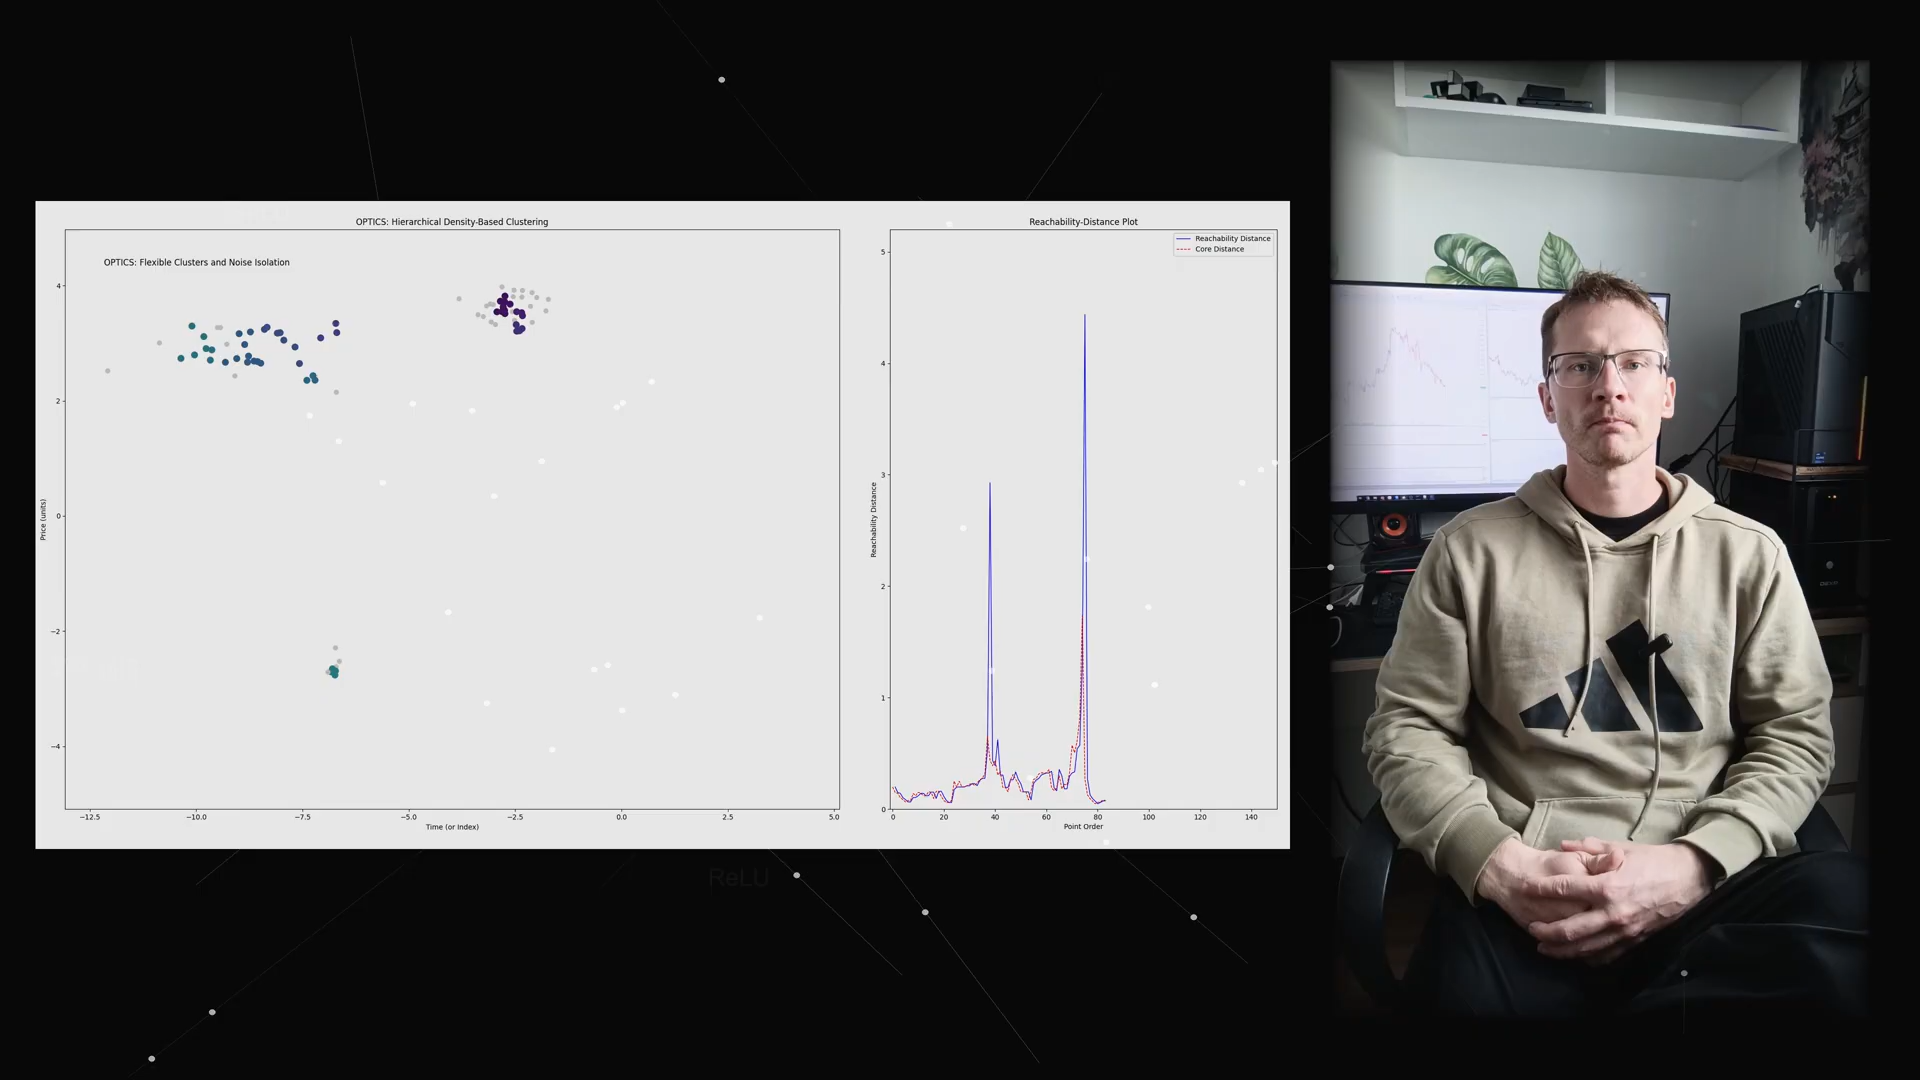 OPTICS: Hierarchical Density-Based Clustering
OPTICS: Flexible Clusters and Noise Isolation
4
2
0
−2
−4
Price (units)
−12.5 −10.0 −7.5 −5.0 −2.5 0.0 2.5 5.0
Time (or Index)
Reachability-Distance Plot
Reachability Distance
Core Distance
5
4
3
2
1
0
Reachability Distance
0 20 40 60 80 100 120 140
Point Order
ReLU